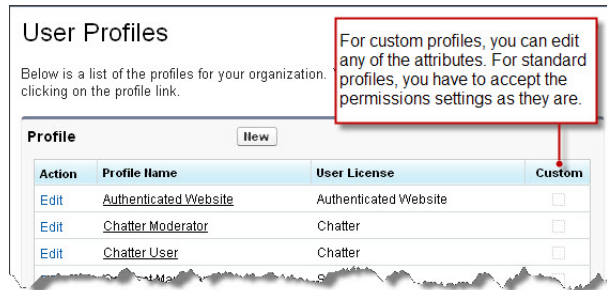 User Profiles
For custom profiles, you can edit
any of the attributes. For standard
profiles, you have to accept the
permissions settings as they are.
Below is a list of the profiles for your organization.
clicking on the profile link.
Profile
New
Action Profile Name User License Custom
Edit Authenticated Website Authenticated Website
Edit Chatter Moderator Chatter
Edit Chatter User Chatter